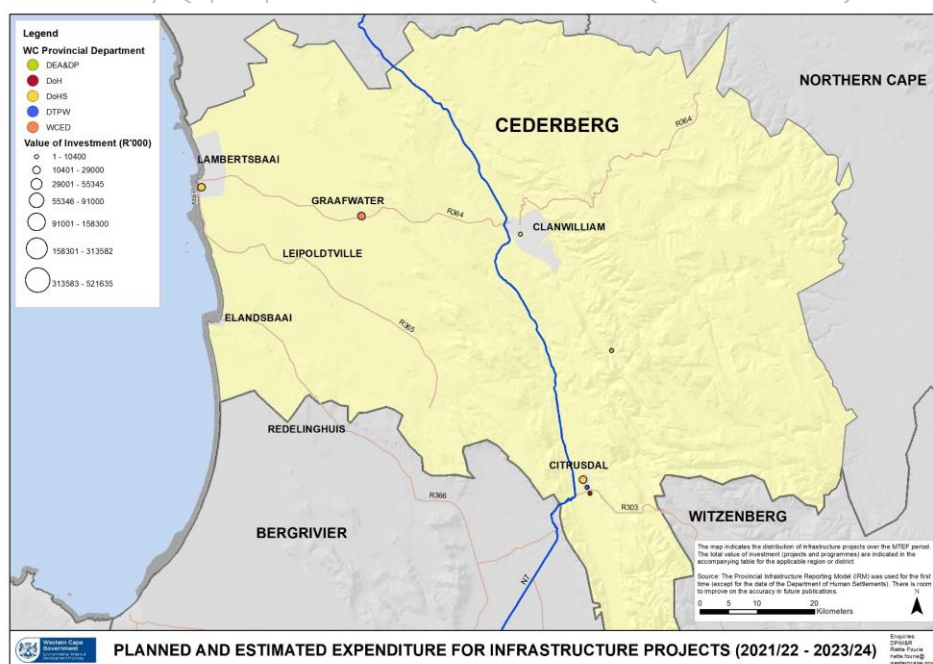 Legend
WC Provincial Department
DEA&DP
DoH
DoHS
DTPW
WCED
Value of Investment (R'000)
1 - 10400
10401 - 29000
29001 - 55345
55346 - 91000
91001 - 158300
158301 - 313582
313583 - 521635
NORTHERN CAPE
CEDERBERG
R364
LAMBERTSBAAI
GRAAFWATER
R364
CLANWILLIAM
LEIPOLDTVILLE
ELANDSBAAI
R365
REDELINGHUIS
CITRUSDAL
R366
R303
WITZENBERG
BERGRIVIER
N7
The map indicates the distribution of infrastructure projects over the MTEF period.
The total value of investment (projects and programmes) are indicated in the
accompanying table for the applicable region or district.
Source: The Provincial Infrastructure Reporting Model (IRM) was used for the first
time (except for the data of the Department of Human Settlements). There is room
to improve on the accuracy in future publications.
N
0 5 10 20
Kilometers
Western Cape
Government
PLANNED AND ESTIMATED EXPENDITURE FOR INFRASTRUCTURE PROJECTS (2021/22 - 2023/24)
Enquiries:
Fourie